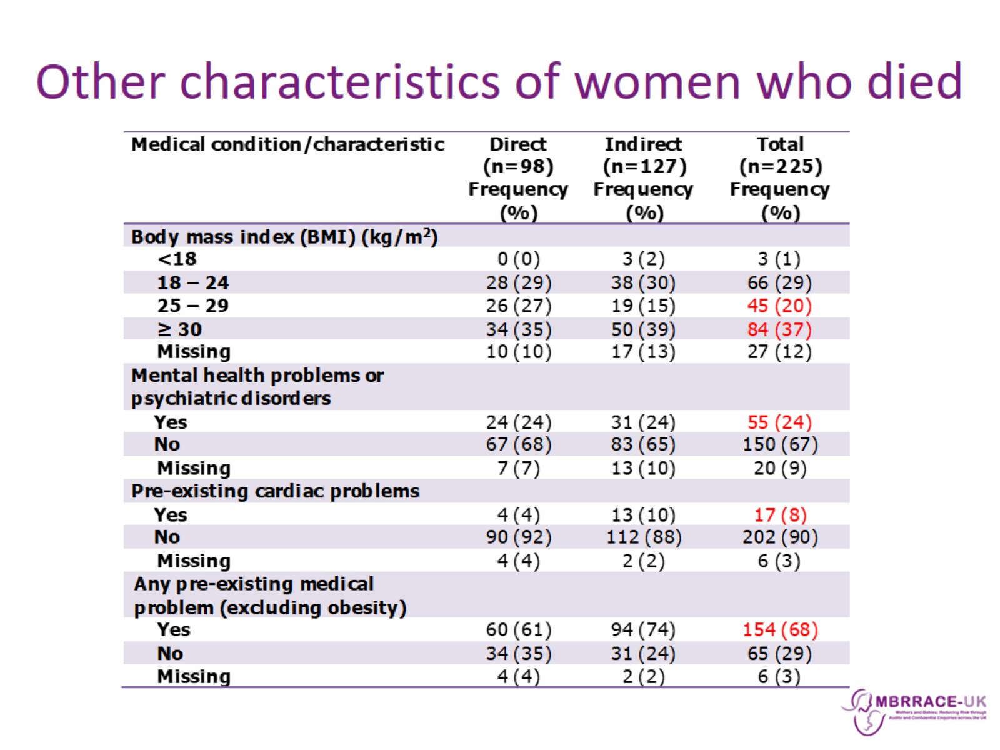 Other characteristics of women who died
Medical condition/characteristic Direct Indirect Total
(n=98) (n=127) (n=225)
Frequency Frequency Frequency
(%) (%) (%)
Body mass index (BMI) (kg/m²)
<18 0 (0) 3 (2) 3 (1)
18 – 24 28 (29) 38 (30) 66 (29)
25 – 29 26 (27) 19 (15) 45 (20)
≥ 30 34 (35) 50 (39) 84 (37)
Missing 10 (10) 17 (13) 27 (12)
Mental health problems or
psychiatric disorders
Yes 24 (24) 31 (24) 55 (24)
No 67 (68) 83 (65) 150 (67)
Missing 7 (7) 13 (10) 20 (9)
Pre-existing cardiac problems
Yes 4 (4) 13 (10) 17 (8)
No 90 (92) 112 (88) 202 (90)
Missing 4 (4) 2 (2) 6 (3)
Any pre-existing medical
problem (excluding obesity)
Yes 60 (61) 94 (74) 154 (68)
No 34 (35) 31 (24) 65 (29)
Missing 4 (4) 2 (2) 6 (3)
MBRRACE-UK
Mothers and Babies: Reducing Risk through
Audits and Confidential Enquiries across the UK